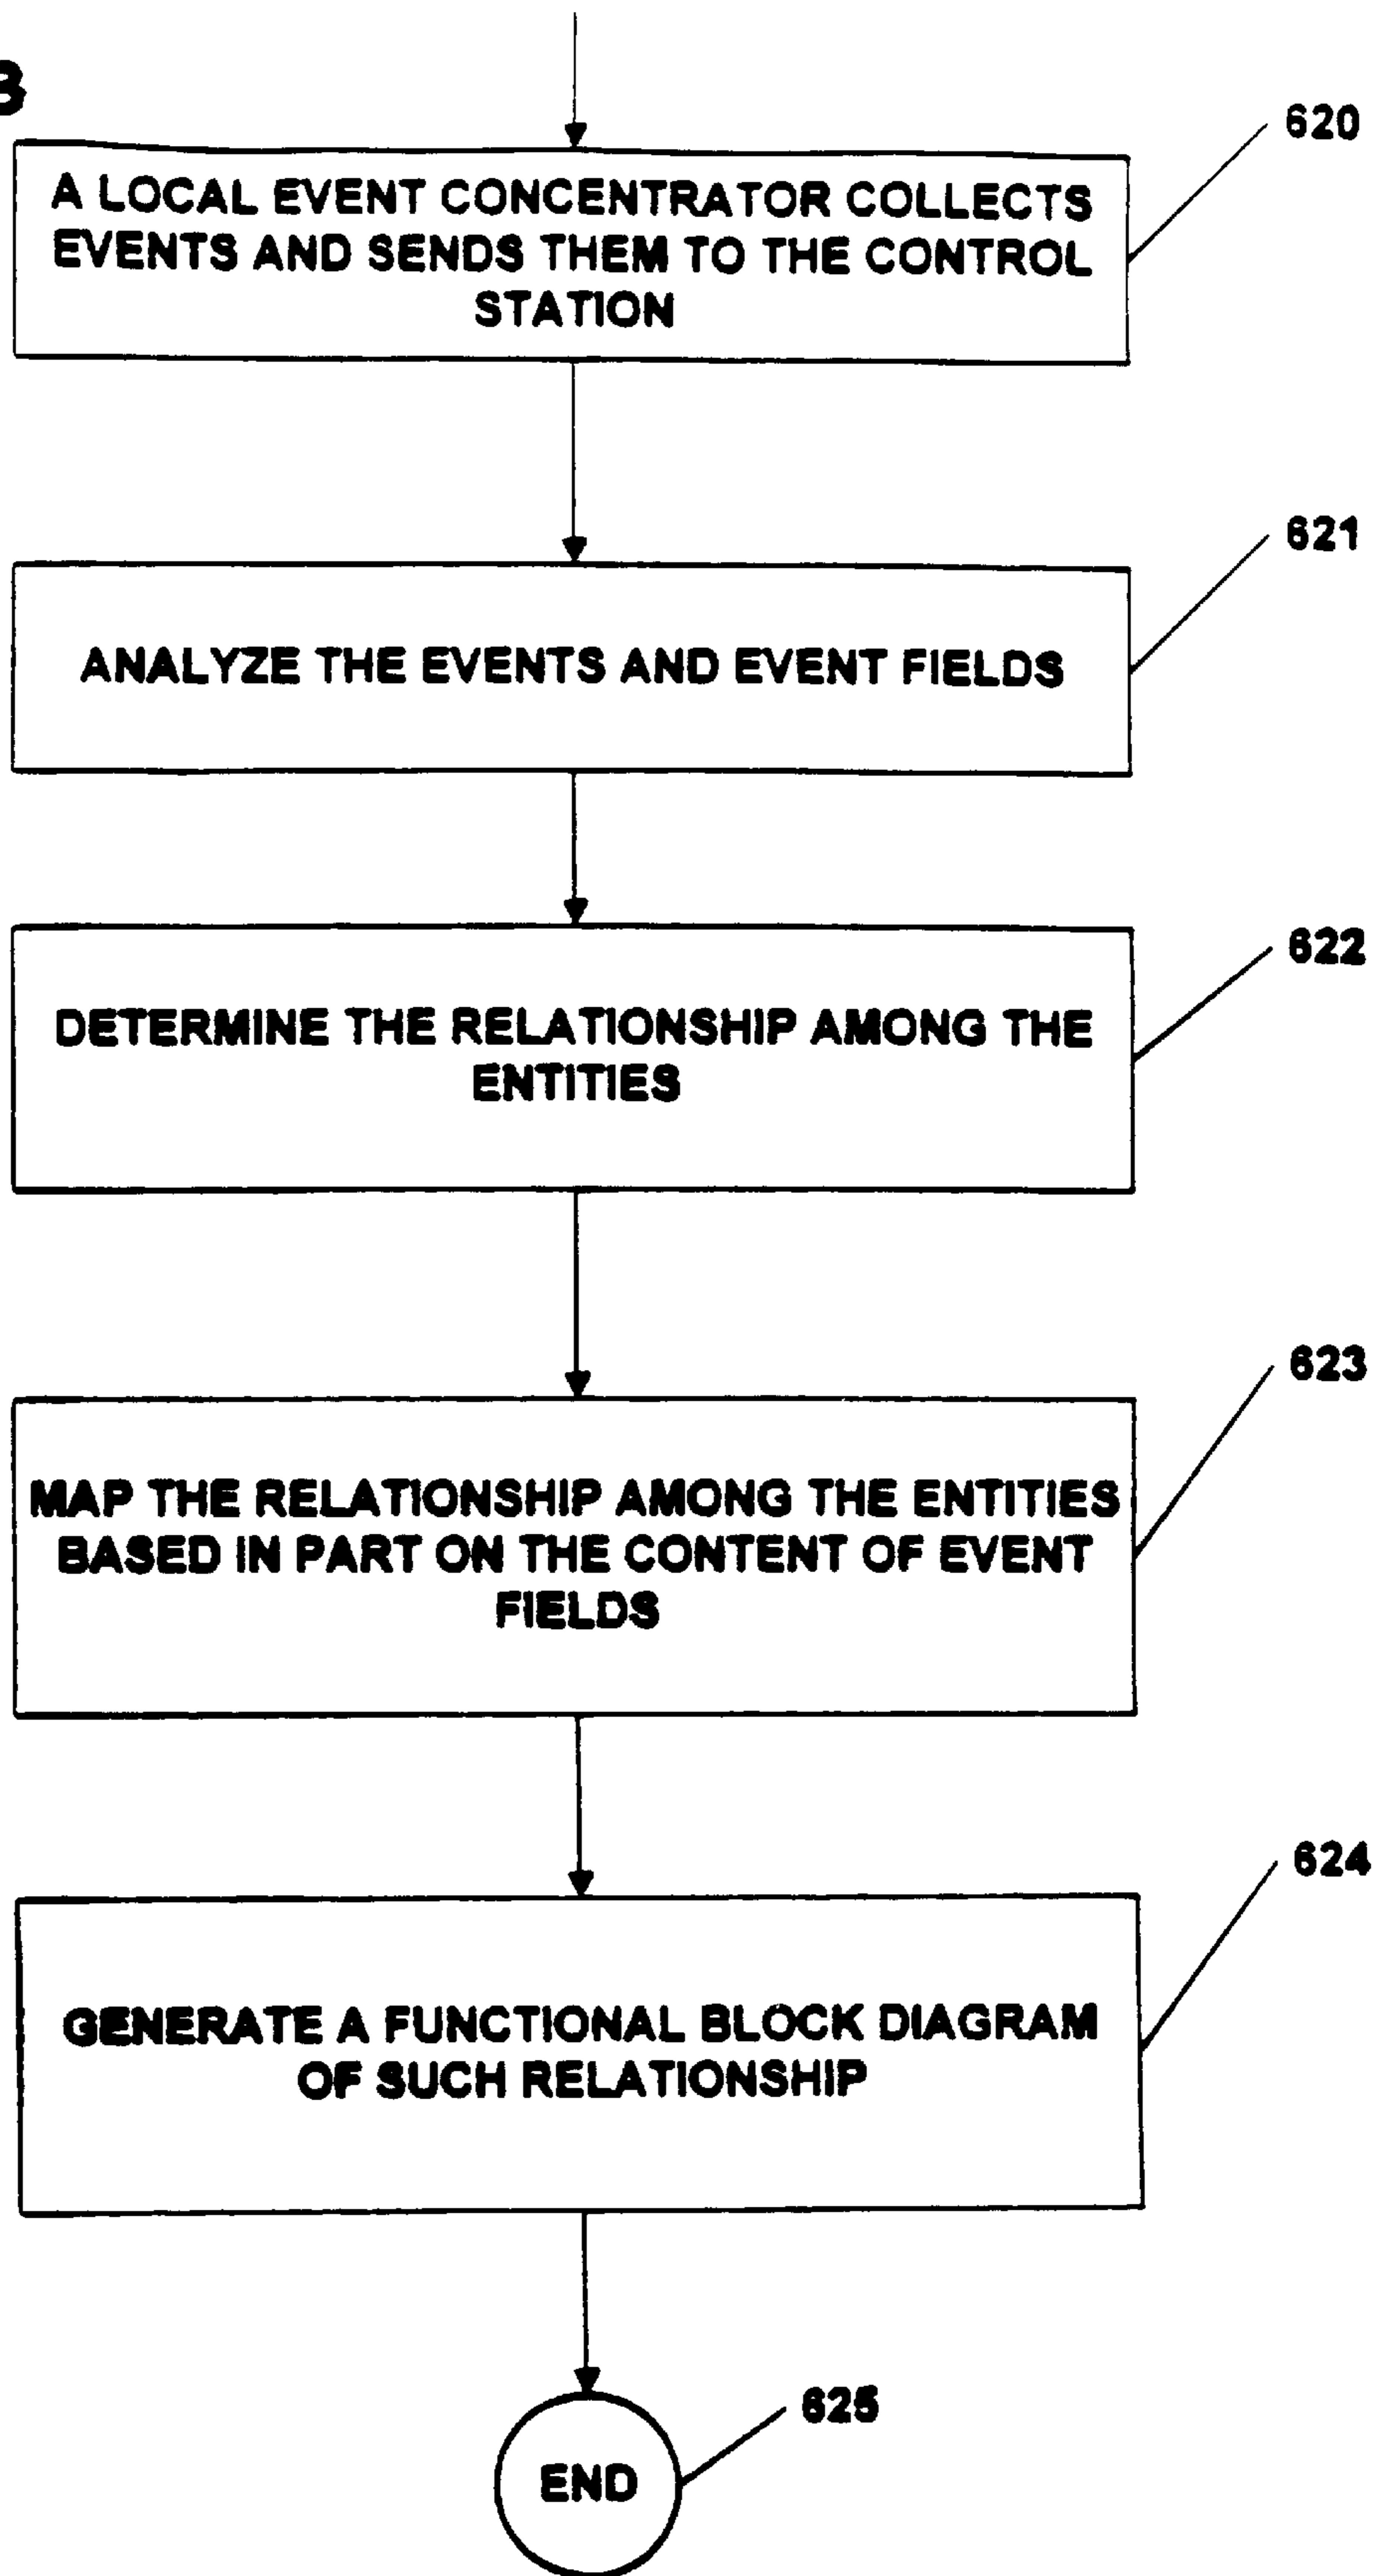 B
620
A LOCAL EVENT CONCENTRATOR COLLECTS
EVENTS AND SENDS THEM TO THE CONTROL
STATION
621
ANALYZE THE EVENTS AND EVENT FIELDS
622
DETERMINE THE RELATIONSHIP AMONG THE
ENTITIES
623
MAP THE RELATIONSHIP AMONG THE ENTITIES
BASED IN PART ON THE CONTENT OF EVENT
FIELDS
624
GENERATE A FUNCTIONAL BLOCK DIAGRAM
OF SUCH RELATIONSHIP
625
END